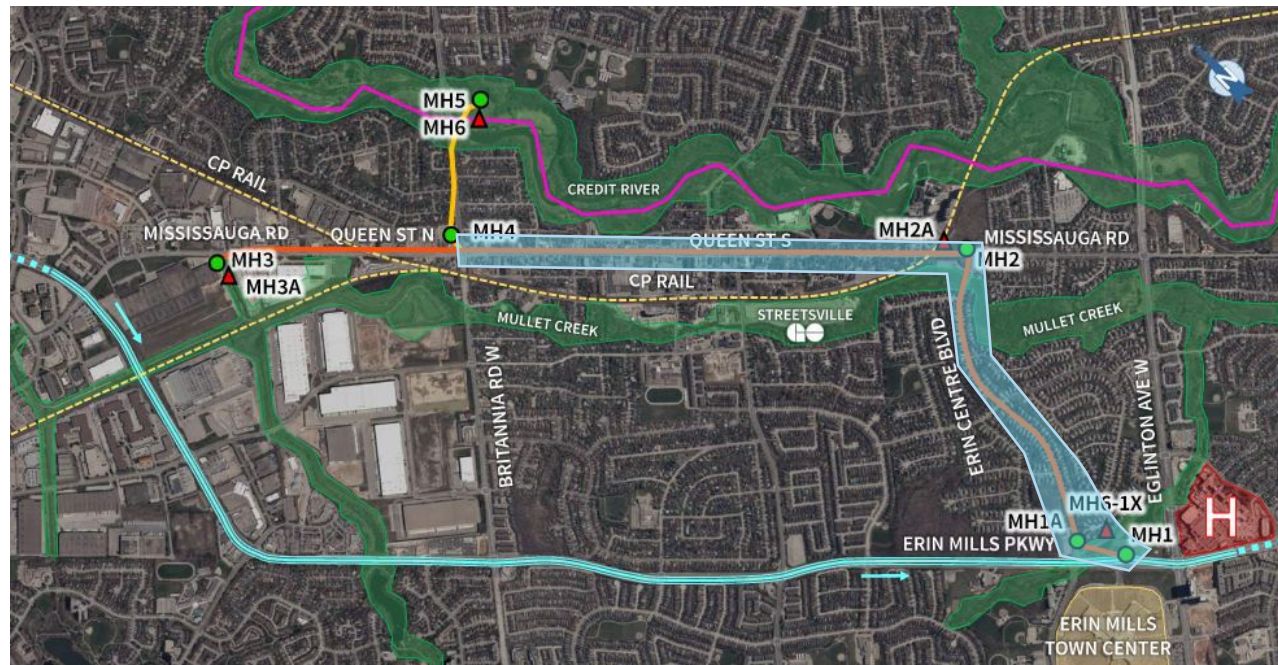 N
MH5
MH6
CP RAIL
CREDIT RIVER
MISSISSAUGA RD
QUEEN ST N
MH4
QUEEN ST S
MH2A
MISSISSAUGA RD
MH3
MH2
MH3A
CP RAIL
MULLET CREEK
STREETSVILLE
GO
MULLET CREEK
BRITANNIA RD W
ERIN CENTRE BLVD
EGLINTON AVE W
MH6-1X
MH1A
MH1
H
ERIN MILLS PKWY
ERIN MILLS
TOWN CENTER